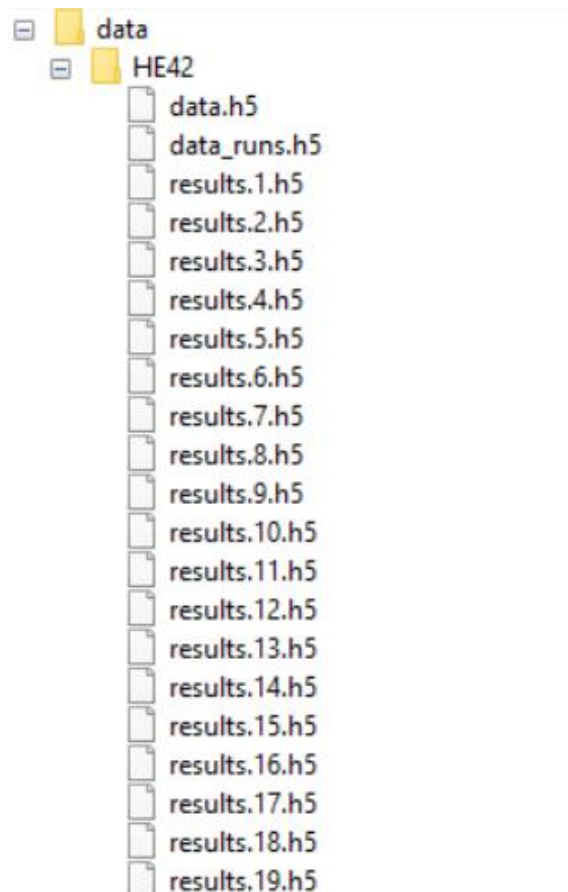 data
HE42
data.h5
data_runs.h5
results.1.h5
results.2.h5
results.3.h5
results.4.h5
results.5.h5
results.6.h5
results.7.h5
results.8.h5
results.9.h5
results.10.h5
results.11.h5
results.12.h5
results.13.h5
results.14.h5
results.15.h5
results.16.h5
results.17.h5
results.18.h5
results.19.h5